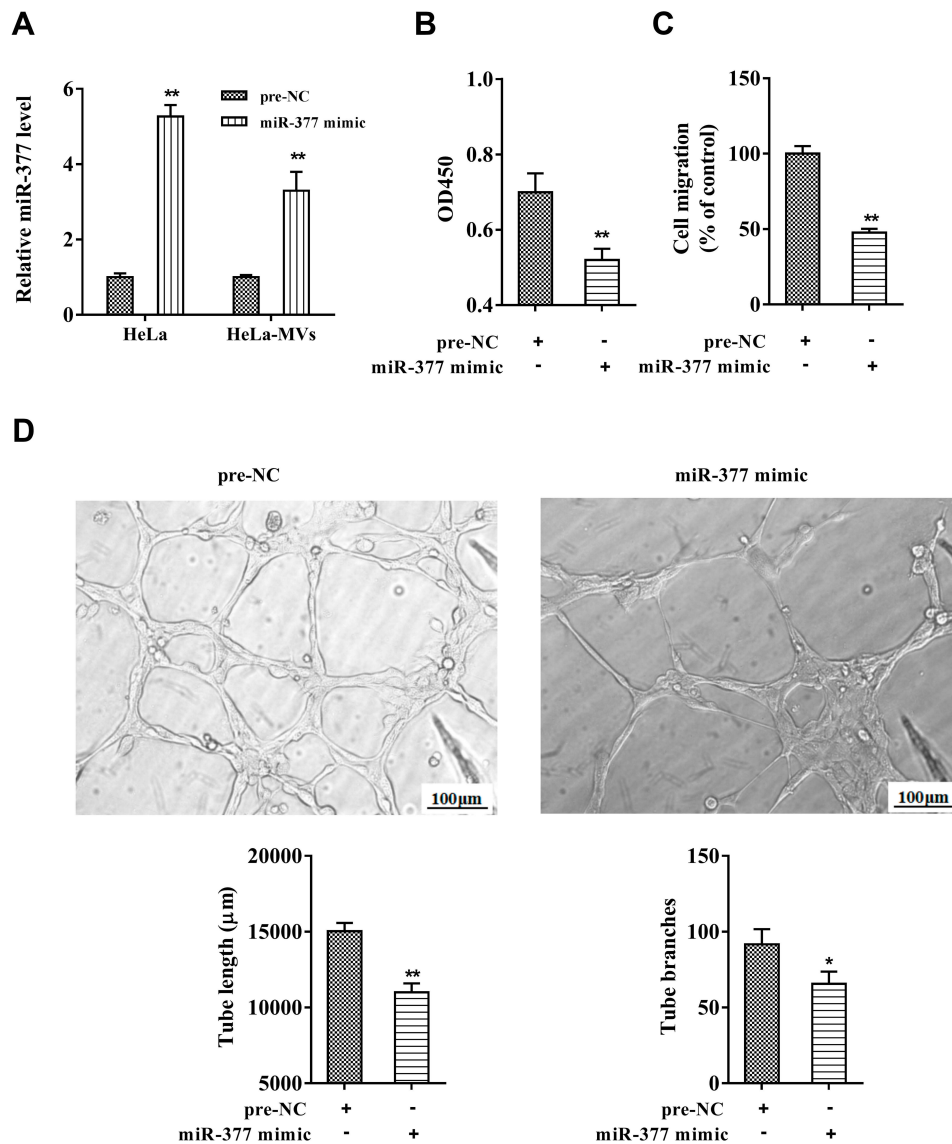 A
B
C
Relative miR-377 level
6
4
2
0
**
**
pre-NC
miR-377 mimic
HeLa
HeLa-MVs
OD450
1.0
0.8
0.6
0.4
**
pre-NC + -
miR-377 mimic - +
Cell migration
(% of control)
150
100
50
0
**
pre-NC + -
miR-377 mimic - +
D
pre-NC
miR-377 mimic
100μm
100μm
Tube length (μm)
20000
15000
10000
5000
**
pre-NC + -
miR-377 mimic - +
Tube branches
150
100
50
0
*
pre-NC + -
miR-377 mimic - +